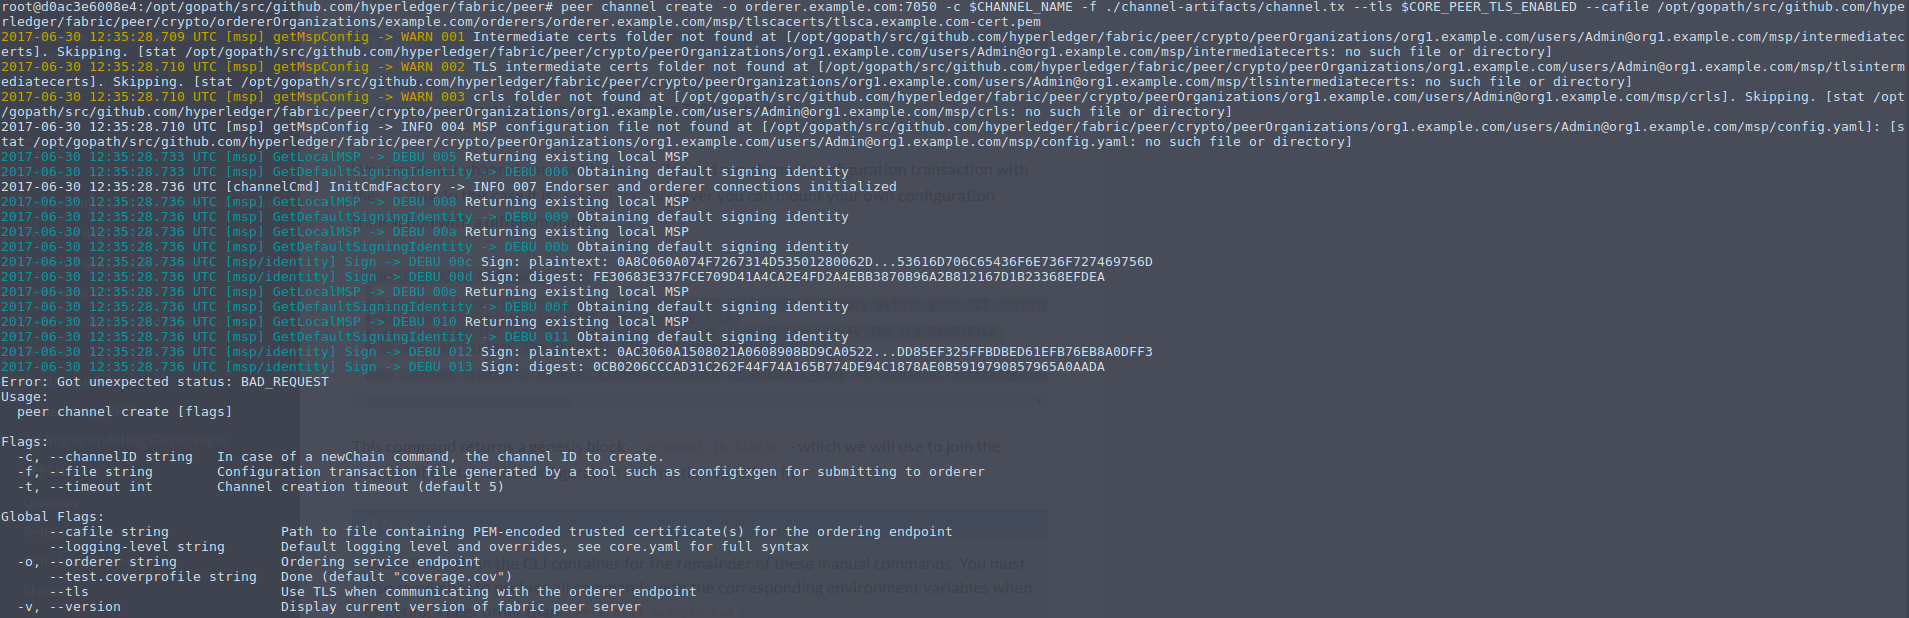 root@d0ac3e6008e4:/opt/gopath/src/github.com/hyperledger/fabric/peer# peer channel create -o orderer.example.com:7050 -c $CHANNEL_NAME -f ./channel-artifacts/channel.tx --tls $CORE_PEER_TLS_ENABLED --cafile /opt/gopath/src/github.com/hype
rledger/fabric/peer/crypto/ordererOrganizations/example.com/orderers/orderer.example.com/msp/tlscacerts/tlsca.example.com-cert.pem
2017-06-30 12:35:28.709 UTC [msp] getMspConfig -> WARN 001 Intermediate certs folder not found at [/opt/gopath/src/github.com/hyperledger/fabric/peer/crypto/peerOrganizations/org1.example.com/users/Admin@org1.example.com/msp/intermediatec
erts]. Skipping. [stat /opt/gopath/src/github.com/hyperledger/fabric/peer/crypto/peerOrganizations/org1.example.com/users/Admin@org1.example.com/msp/intermediatecerts: no such file or directory]
2017-06-30 12:35:28.710 UTC [msp] getMspConfig -> WARN 002 TLS intermediate certs folder not found at [/opt/gopath/src/github.com/hyperledger/fabric/peer/crypto/peerOrganizations/org1.example.com/users/Admin@org1.example.com/msp/tlsinterm
ediatecerts]. Skipping. [stat /opt/gopath/src/github.com/hyperledger/fabric/peer/crypto/peerOrganizations/org1.example.com/users/Admin@org1.example.com/msp/tlsintermediatecerts: no such file or directory]
2017-06-30 12:35:28.710 UTC [msp] getMspConfig -> WARN 003 crls folder not found at [/opt/gopath/src/github.com/hyperledger/fabric/peer/crypto/peerOrganizations/org1.example.com/users/Admin@org1.example.com/msp/crls]. Skipping. [stat /opt
/gopath/src/github.com/hyperledger/fabric/peer/crypto/peerOrganizations/org1.example.com/users/Admin@org1.example.com/msp/crls: no such file or directory]
2017-06-30 12:35:28.710 UTC [msp] getMspConfig -> INFO 004 MSP configuration file not found at [/opt/gopath/src/github.com/hyperledger/fabric/peer/crypto/peerOrganizations/org1.example.com/users/Admin@org1.example.com/msp/config.yaml]: [s
tat /opt/gopath/src/github.com/hyperledger/fabric/peer/crypto/peerOrganizations/org1.example.com/users/Admin@org1.example.com/msp/config.yaml: no such file or directory]
2017-06-30 12:35:28.733 UTC [msp] GetLocalMSP -> DEBU 005 Returning existing local MSP
2017-06-30 12:35:28.733 UTC [msp] GetDefaultSigningIdentity -> DEBU 006 Obtaining default signing identity
2017-06-30 12:35:28.736 UTC [channelCmd] InitCmdFactory -> INFO 007 Endorser and orderer connections initialized
2017-06-30 12:35:28.736 UTC [msp] GetLocalMSP -> DEBU 008 Returning existing local MSP
2017-06-30 12:35:28.736 UTC [msp] GetDefaultSigningIdentity -> DEBU 009 Obtaining default signing identity
2017-06-30 12:35:28.736 UTC [msp] GetLocalMSP -> DEBU 00a Returning existing local MSP
2017-06-30 12:35:28.736 UTC [msp] GetDefaultSigningIdentity -> DEBU 00b Obtaining default signing identity
2017-06-30 12:35:28.736 UTC [msp/identity] Sign -> DEBU 00c Sign: plaintext: 0A8C060A074F7267314D53501280062D...53616D706C65436F6E736F727469756D
2017-06-30 12:35:28.736 UTC [msp/identity] Sign -> DEBU 00d Sign: digest: FE30683E337FCE709D41A4CA2E4FD2A4EBB3870B96A2B812167D1B23368EFDEA
2017-06-30 12:35:28.736 UTC [msp] GetLocalMSP -> DEBU 00e Returning existing local MSP
2017-06-30 12:35:28.736 UTC [msp] GetDefaultSigningIdentity -> DEBU 00f Obtaining default signing identity
2017-06-30 12:35:28.736 UTC [msp] GetLocalMSP -> DEBU 010 Returning existing local MSP
2017-06-30 12:35:28.736 UTC [msp] GetDefaultSigningIdentity -> DEBU 011 Obtaining default signing identity
2017-06-30 12:35:28.736 UTC [msp/identity] Sign -> DEBU 012 Sign: plaintext: 0AC3060A1508021A0608908BD9CA0522...DD85EF325FFBDBED61EFB76EB8A0DFF3
2017-06-30 12:35:28.736 UTC [msp/identity] Sign -> DEBU 013 Sign: digest: 0CB0206CCCAD31C262F44F74A165B774DE94C1878AE0B5919790857965A0AADA
Error: Got unexpected status: BAD_REQUEST
Usage:
  peer channel create [flags]

Flags:
  -c, --channelID string   In case of a newChain command, the channel ID to create.
  -f, --file string        Configuration transaction file generated by a tool such as configtxgen for submitting to orderer
  -t, --timeout int        Channel creation timeout (default 5)

Global Flags:
      --cafile string              Path to file containing PEM-encoded trusted certificate(s) for the ordering endpoint
      --logging-level string       Default logging level and overrides, see core.yaml for full syntax
  -o, --orderer string             Ordering service endpoint
      --test.coverprofile string   Done (default "coverage.cov")
      --tls                        Use TLS when communicating with the orderer endpoint
  -v, --version                    Display current version of fabric peer server